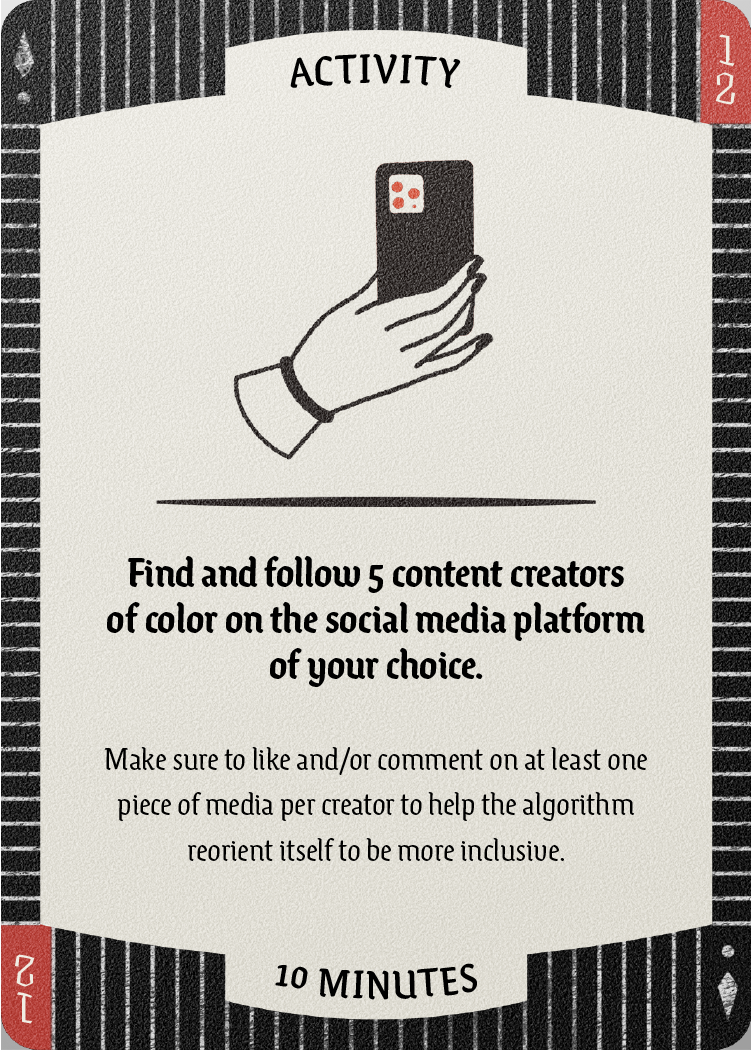 ACTIVITY
12
Find and follow 5 content creators
of color on the social media platform
of your choice.
Make sure to like and/or comment on at least one
piece of media per creator to help the algorithm
reorient itself to be more inclusive.
10 MINUTES
12